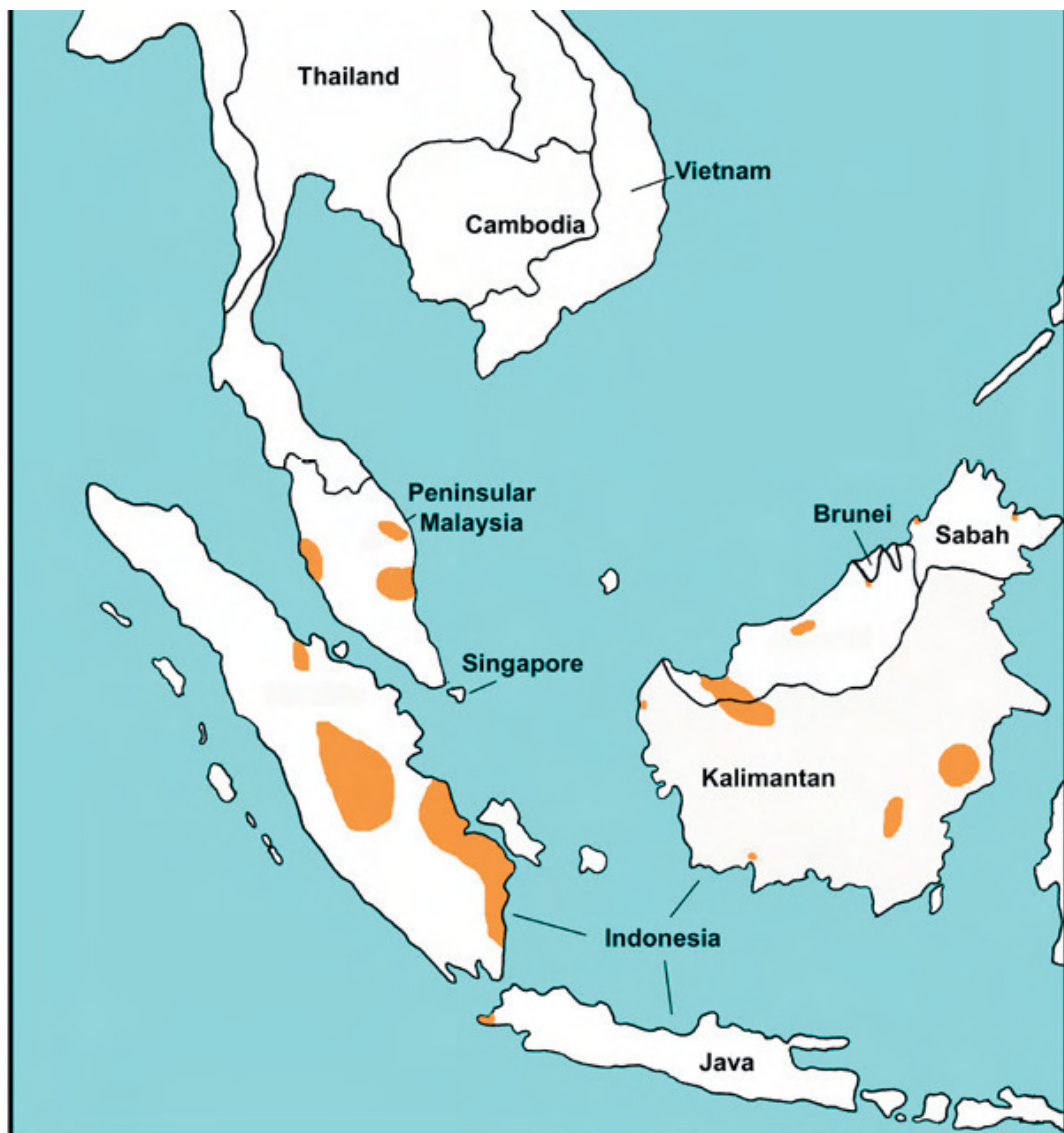 Thailand
Vietnam
Cambodia
Peninsular
Malaysia
Brunei
Sabah
Singapore
Kalimantan
Indonesia
Java